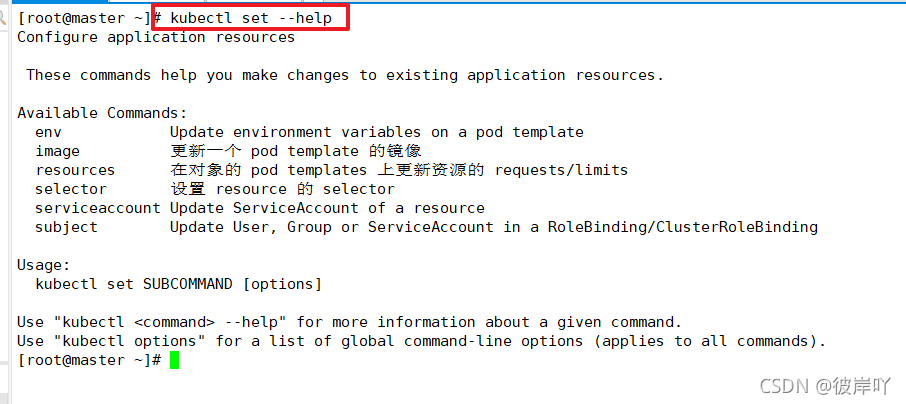 [root@master ~]# kubectl set --help
Configure application resources
These commands help you make changes to existing application resources.
Available Commands:
env Update environment variables on a pod template
image 更新一个 pod template 的镜像
resources 在对象的 pod templates 上更新资源的 requests/limits
selector 设置 resource 的 selector
serviceaccount Update ServiceAccount of a resource
subject Update User, Group or ServiceAccount in a RoleBinding/ClusterRoleBinding
Usage:
kubectl set SUBCOMMAND [options]
Use "kubectl <command> --help" for more information about a given command.
Use "kubectl options" for a list of global command-line options (applies to all commands).
[root@master ~]#
CSDN @彼岸吖